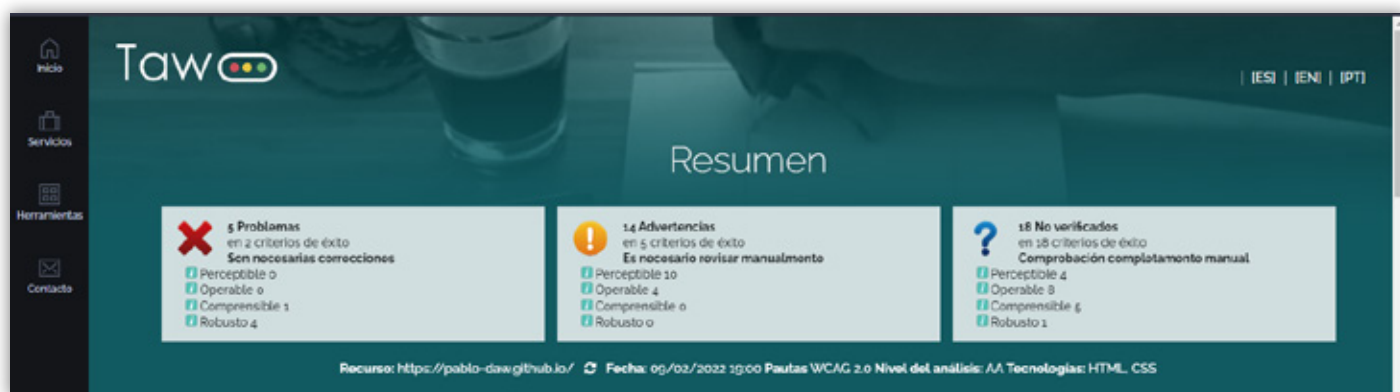 Inicio
Servicios
Herramientas
Contacto
Taw
| [ES] | [EN] | [PT]
Resumen
5 Problemas
en 2 criterios de éxito
Son necesarias correcciones
Perceptible 0
Operable 0
Comprensible 1
Robusto 4
14 Advertencias
en 5 criterios de éxito
Es necesario revisar manualmente
Perceptible 10
Operable 4
Comprensible 0
Robusto 0
18 No verificados
en 18 criterios de éxito
Comprobación completamente manual
Perceptible 4
Operable 8
Comprensible 5
Robusto 1
Recurso: https://pablo-daw.github.io/ Fecha: 09/02/2022 19:00 Pautas WCAG 2.0 Nivel del análisis: AA Tecnologías: HTML, CSS